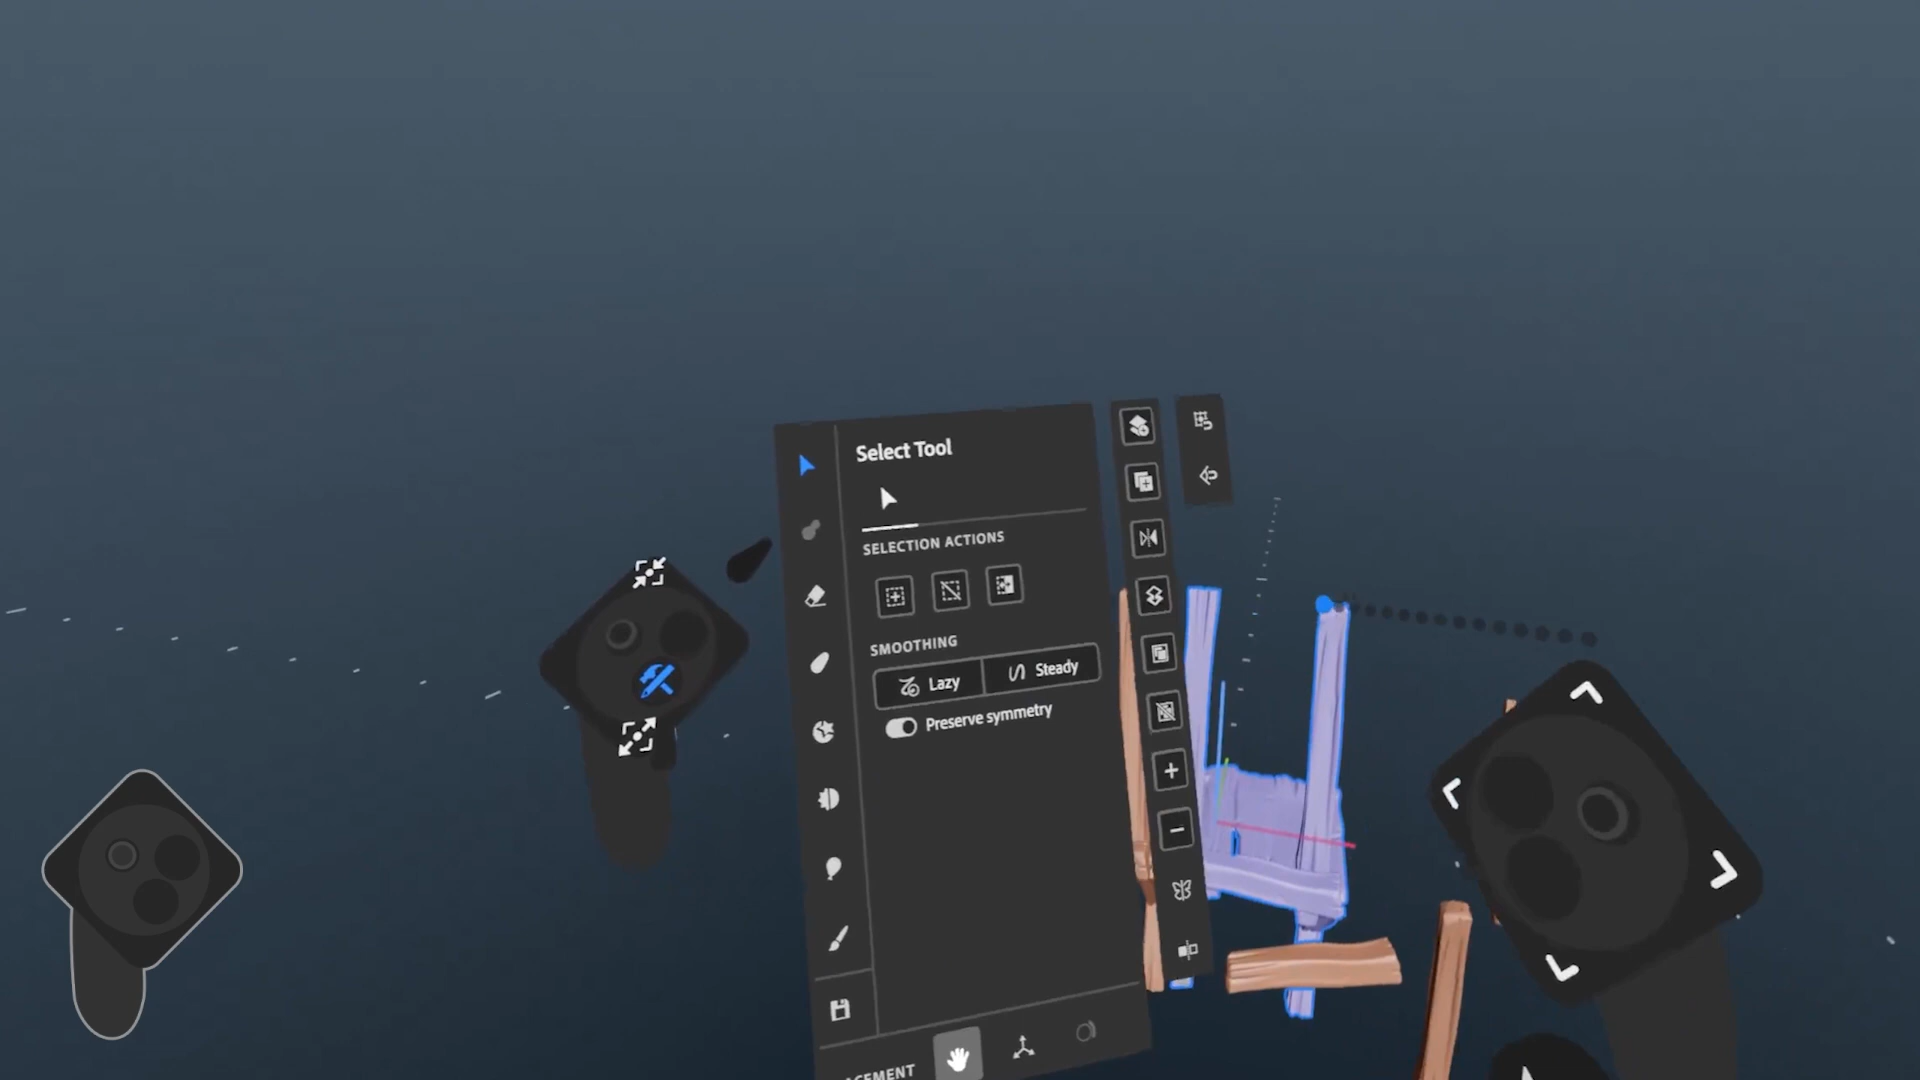 Select Tool
SELECTION ACTIONS
SMOOTHING
Lazy
Steady
Preserve symmetry